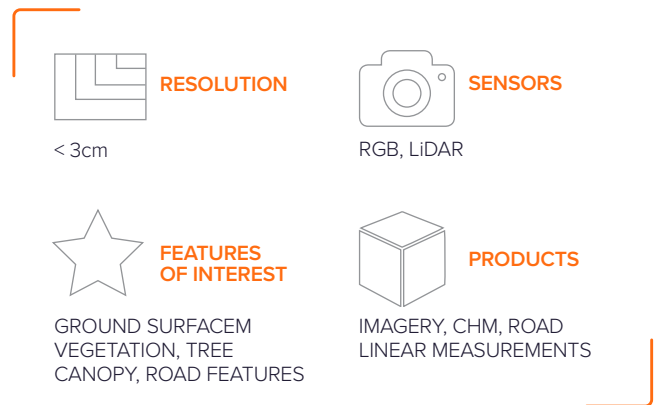 RESOLUTION
< 3cm
SENSORS
RGB, LiDAR
FEATURES
OF INTEREST
GROUND SURFACEM
VEGETATION, TREE
CANOPY, ROAD FEATURES
PRODUCTS
IMAGERY, CHM, ROAD
LINEAR MEASUREMENTS